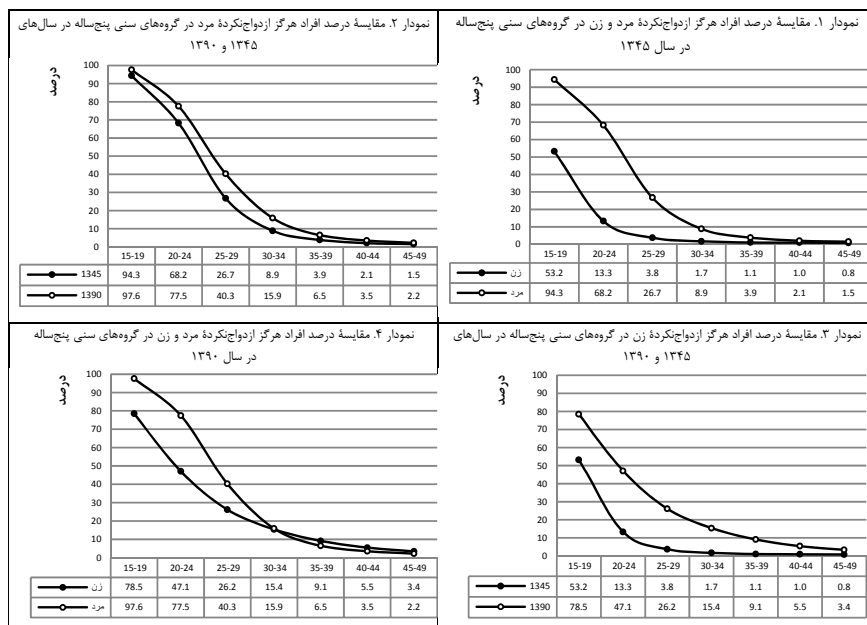 نمودار ۱. مقایسهٔ درصد افراد هرگز ازدواج‌نکردهٔ مرد و زن در گروه‌های سنی پنج‌ساله
در سال ۱۳۴۵
درصد
100
90
80
70
60
50
40
30
20
10
0
15-19 20-24 25-29 30-34 35-39 40-44 45-49
زن 53.2 13.3 3.8 1.7 1.1 1.0 0.8
مرد 94.3 68.2 26.7 8.9 3.9 2.1 1.5
نمودار ۲. مقایسهٔ درصد افراد هرگز ازدواج‌نکردهٔ مرد در گروه‌های سنی پنج‌ساله در سال‌های
۱۳۴۵ و ۱۳۹۰
درصد
100
90
80
70
60
50
40
30
20
10
0
15-19 20-24 25-29 30-34 35-39 40-44 45-49
1345 94.3 68.2 26.7 8.9 3.9 2.1 1.5
1390 97.6 77.5 40.3 15.9 6.5 3.5 2.2
نمودار ۳. مقایسهٔ درصد افراد هرگز ازدواج‌نکردهٔ زن در گروه‌های سنی پنج‌ساله در سال‌های
۱۳۴۵ و ۱۳۹۰
درصد
100
90
80
70
60
50
40
30
20
10
0
15-19 20-24 25-29 30-34 35-39 40-44 45-49
1345 53.2 13.3 3.8 1.7 1.1 1.0 0.8
1390 78.5 47.1 26.2 15.4 9.1 5.5 3.4
نمودار ۴. مقایسهٔ درصد افراد هرگز ازدواج‌نکردهٔ مرد و زن در گروه‌های سنی پنج‌ساله
در سال ۱۳۹۰
درصد
100
90
80
70
60
50
40
30
20
10
0
15-19 20-24 25-29 30-34 35-39 40-44 45-49
زن 78.5 47.1 26.2 15.4 9.1 5.5 3.4
مرد 97.6 77.5 40.3 15.9 6.5 3.5 2.2